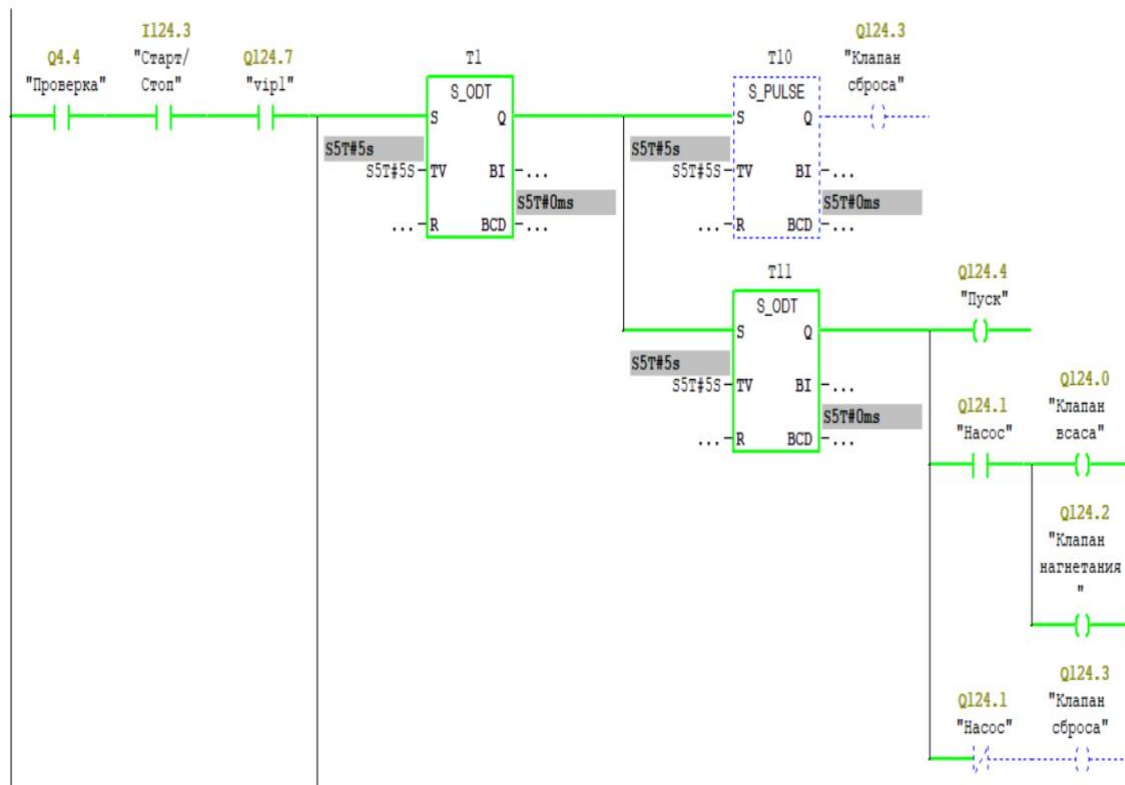 I124.3
Q124.3
Q4.4
"Старт/
Q124.7
T1
T10
"Клапан
"Проверка"
Стоп"
"vip1"
сброса"
S_ODT
S_PULSE
S
Q
S
Q
S5T#5s
S5T#5s
S5T#5S
TV
BI
...
S5T#5S
TV
BI
...
S5T#0ms
S5T#0ms
...
R
BCD
...
...
R
BCD
...
T11
Q124.4
S_ODT
"Пуск"
S
Q
S5T#5s
S5T#5S
TV
BI
...
Q124.0
S5T#0ms
Q124.1
"Клапан
...
R
BCD
...
"Насос"
всаса"
Q124.2
"Клапан
нагнетания
"
Q124.3
Q124.1
"Клапан
"Насос"
сброса"